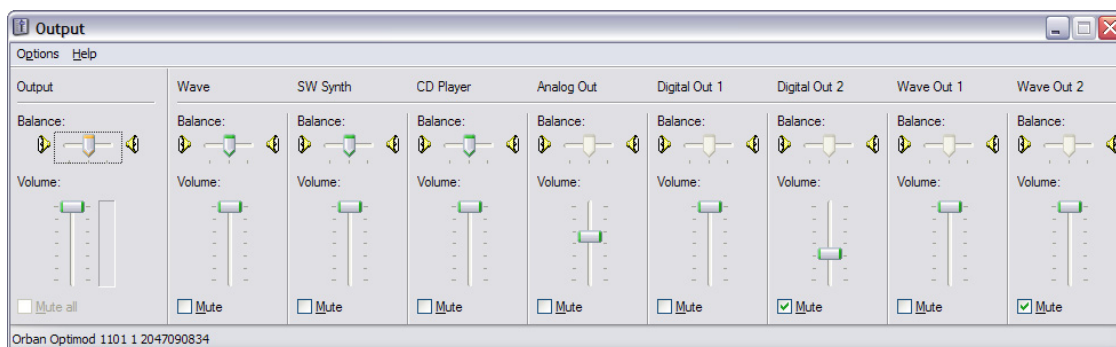 Output
Options Help
Output Wave SW Synth CD Player Analog Out Digital Out 1 Digital Out 2 Wave Out 1 Wave Out 2
Balance: Balance: Balance: Balance: Balance: Balance: Balance: Balance: Balance:
Volume: Volume: Volume: Volume: Volume: Volume: Volume: Volume: Volume:
Mute all Mute Mute Mute Mute Mute Mute Mute Mute
Orban Optimod 1101 1 2047090834